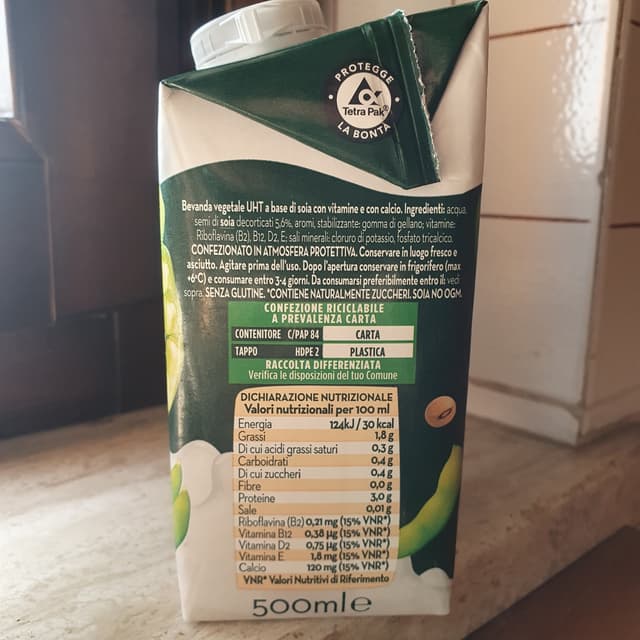 PROTEGGE
Tetra Pak®
LA BONTÀ
Bevanda vegetale UHT a base di soia con vitamine e con calcio. Ingredienti: acqua,
semi di soia decorticati 5,6%, aromi, stabilizzante: gomma di gellano; vitamine:
Riboflavina (B2), B12, D2, E; sali minerali: cloruro di potassio, fosfato tricalcico.
CONFEZIONATO IN ATMOSFERA PROTETTIVA. Conservare in luogo fresco e
asciutto. Agitare prima dell'uso. Dopo l'apertura conservare in frigorifero (max
+6°C) e consumare entro 3-4 giorni. Da consumarsi preferibilmente entro il: vedi
sopra. SENZA GLUTINE. *CONTIENE NATURALMENTE ZUCCHERI. SOIA NO OGM.
CONFEZIONE RICICLABILE
A PREVALENZA CARTA
CONTENITORE C/PAP 84 CARTA
TAPPO HDPE 2 PLASTICA
RACCOLTA DIFFERENZIATA
Verifica le disposizioni del tuo Comune
DICHIARAZIONE NUTRIZIONALE
Valori nutrizionali per 100 ml
Energia 124kJ / 30 kcal
Grassi 1,8 g
Di cui acidi grassi saturi 0,3 g
Carboidrati 0,4 g
Di cui zuccheri 0,4 g
Fibre 0,0 g
Proteine 3,0 g
Sale 0,01 g
Riboflavina (B2) 0,21 mg (15% VNR*)
Vitamina B12 0,38 µg (15% VNR*)
Vitamina D2 0,75 µg (15% VNR*)
Vitamina E 1,8 mg (15% VNR*)
Calcio 120 mg (15% VNR*)
VNR* Valori Nutritivi di Riferimento
500ml e